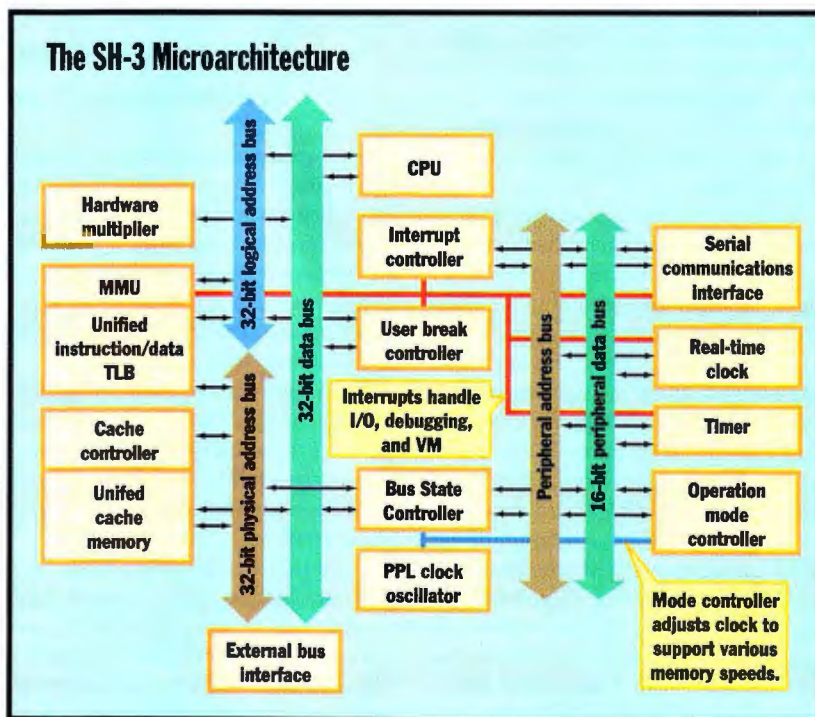 The SH-3 Microarchitecture
32-bit logical address bus
32-bit data bus
CPU
Hardware
multiplier
Interrupt
controller
Serial
communications
interface
MMU
Unified
instruction/data
TLB
User break
controller
Real-time
clock
Peripheral address bus
16-bit peripheral data bus
Interrupts handle
I/O, debugging,
and VM
Timer
Cache
controller
Unifed
cache
memory
32-bit physical address bus
Bus State
Controller
Operation
mode
controller
PPL clock
oscillator
Mode controller
adjusts clock to
support various
memory speeds.
External bus
interface